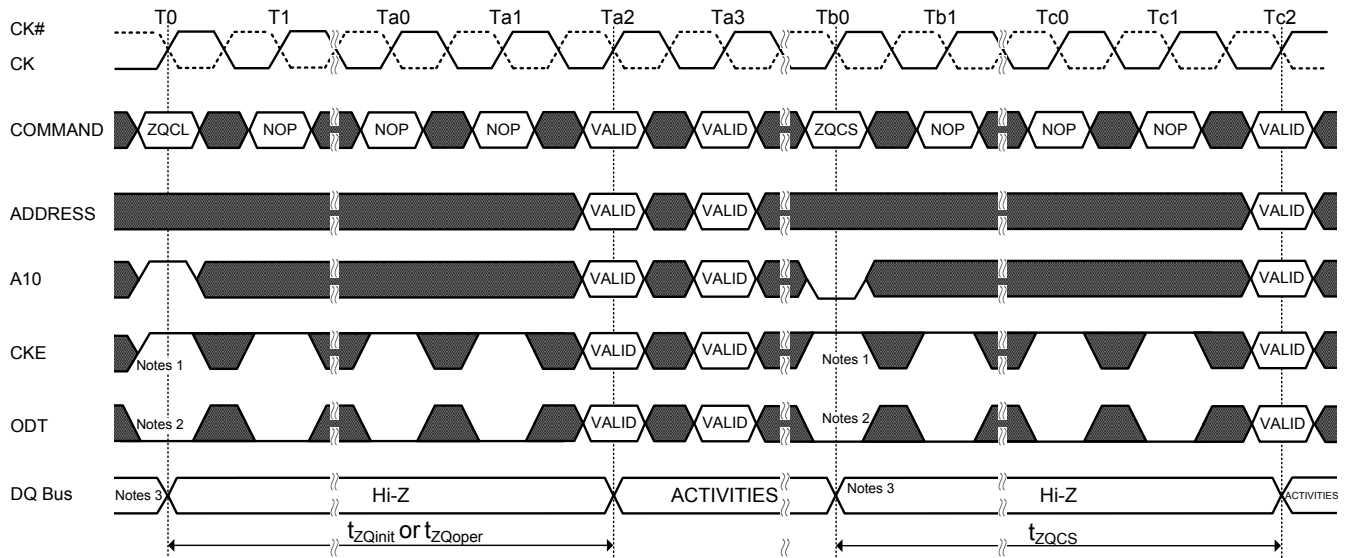 T0 T1 Ta0 Ta1 Ta2 Ta3 Tb0 Tb1 Tc0 Tc1 Tc2
CK#
CK
COMMAND ZQCL NOP NOP NOP VALID VALID ZQCS NOP NOP NOP VALID
ADDRESS VALID VALID VALID
A10 VALID VALID VALID
CKE Notes 1 VALID VALID Notes 1 VALID
ODT Notes 2 VALID VALID Notes 2 VALID
DQ Bus Notes 3 Hi-Z ACTIVITIES Notes 3 Hi-Z ACTIVITIES
tZQinit or tZQoper tZQCS